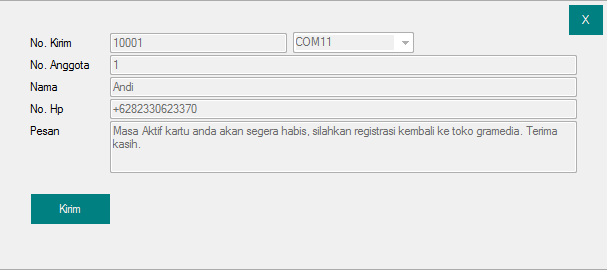 X
No. Kirim 10001 COM11
No. Anggota 1
Nama Andi
No. Hp +6282330623370
Pesan Masa Aktif kartu anda akan segera habis, silahkan registrasi kembali ke toko gramedia. Terima
kasih.
Kirim